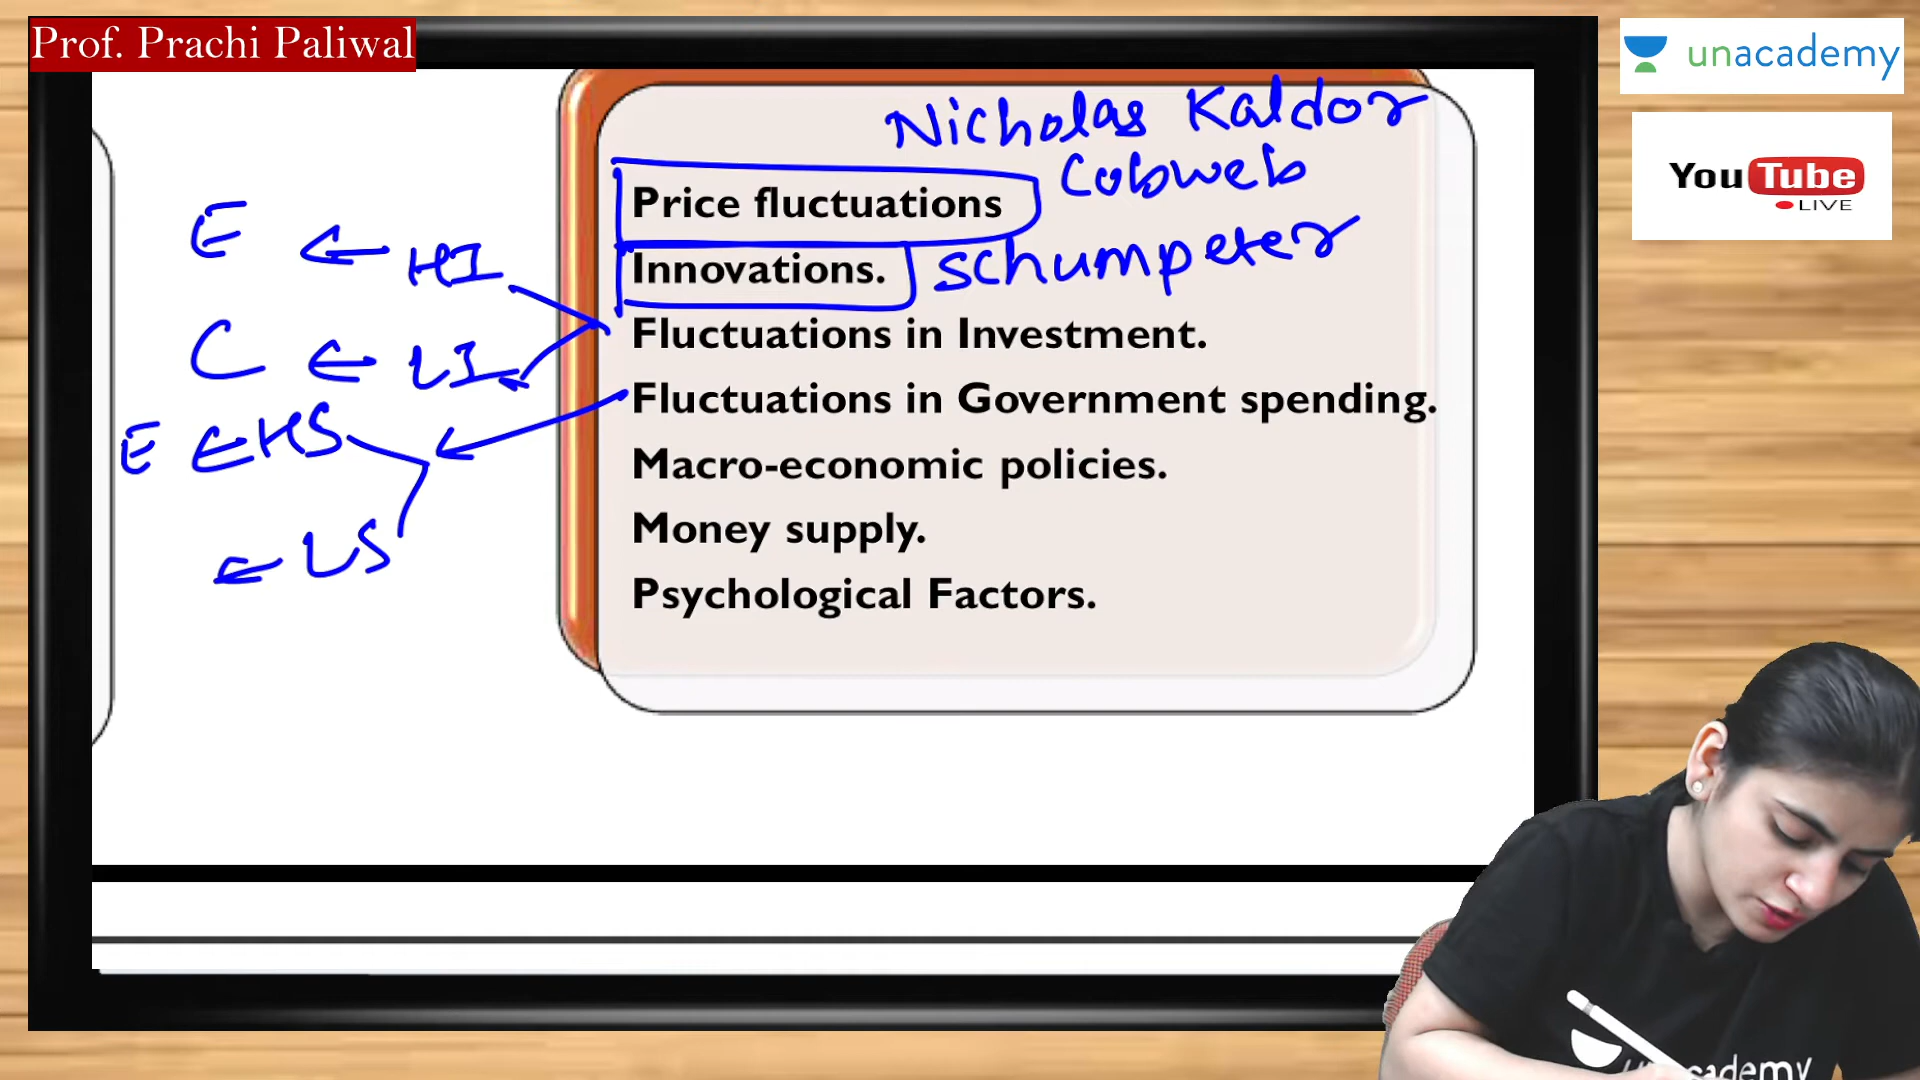 Prof. Prachi Paliwal
unacademy
YouTube
LIVE
Nicholas Kaldor
Cobweb
Price fluctuations
Schumpeter
Innovations.
Fluctuations in Investment.
Fluctuations in Government spending.
Macro-economic policies.
Money supply.
Psychological Factors.
E ← HI
C ← LI
E ← HS
← LS
unacademy